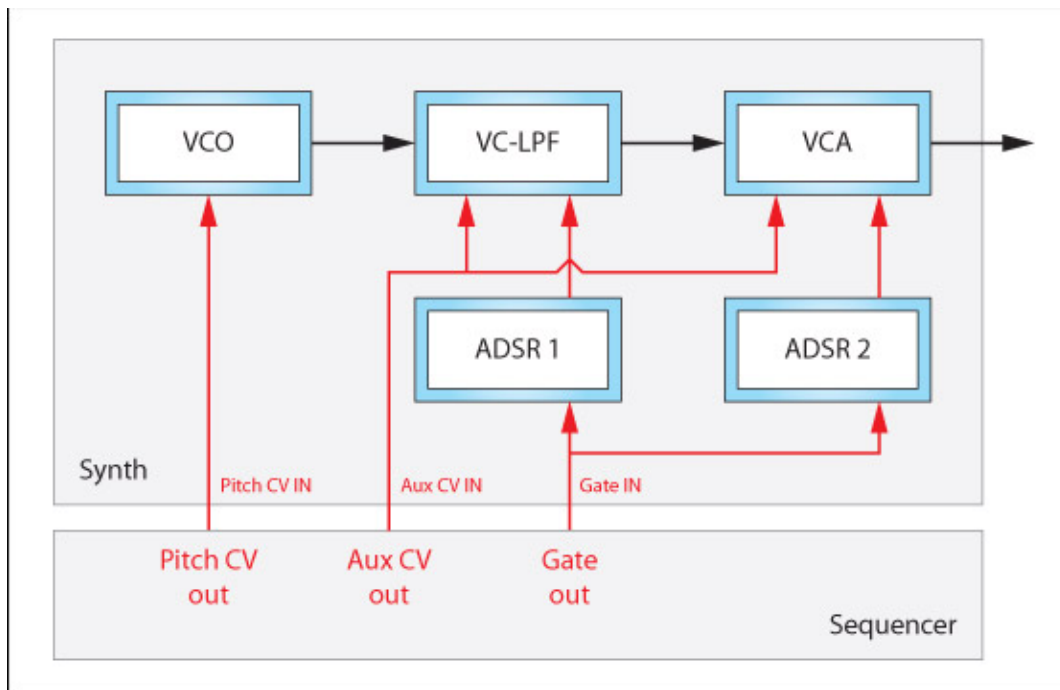 VCO
VC-LPF
VCA
ADSR 1
ADSR 2
Synth
Pitch CV IN
Aux CV IN
Gate IN
Pitch CV
out
Aux CV
out
Gate
out
Sequencer